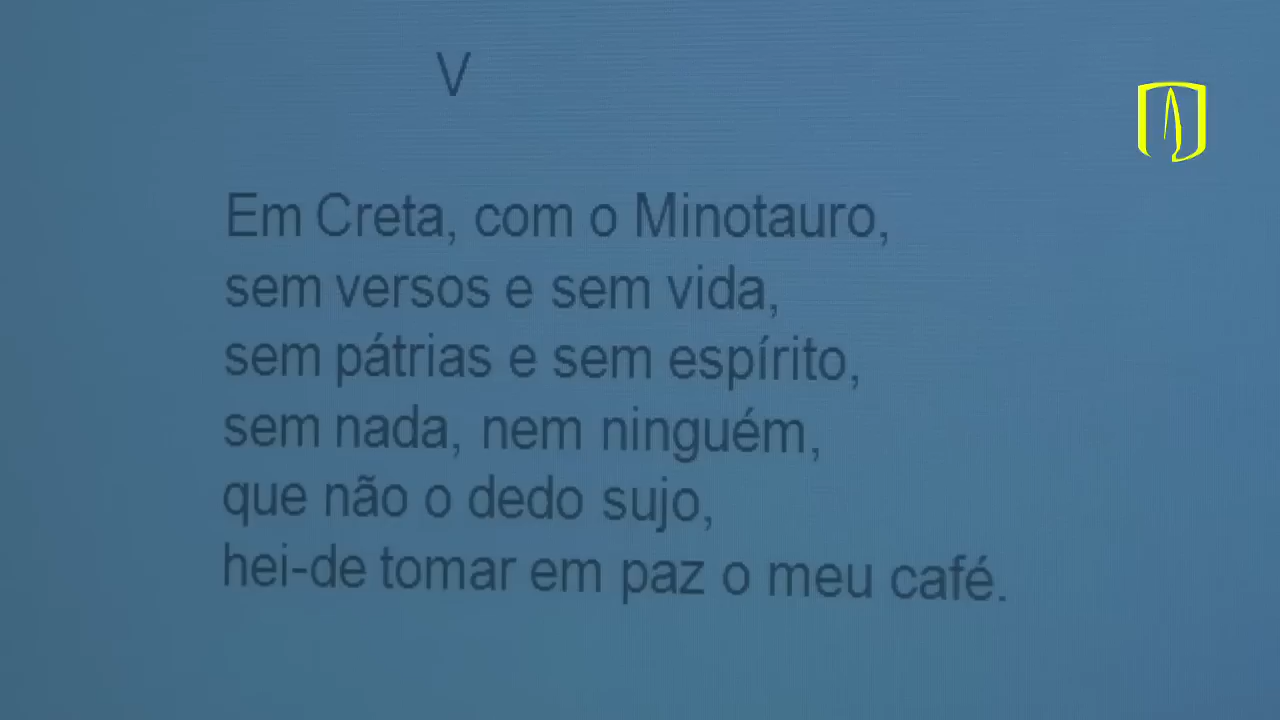 V
Em Creta, com o Minotauro,
sem versos e sem vida,
sem pátrias e sem espírito,
sem nada, nem ninguém,
que não o dedo sujo,
hei-de tomar em paz o meu café.